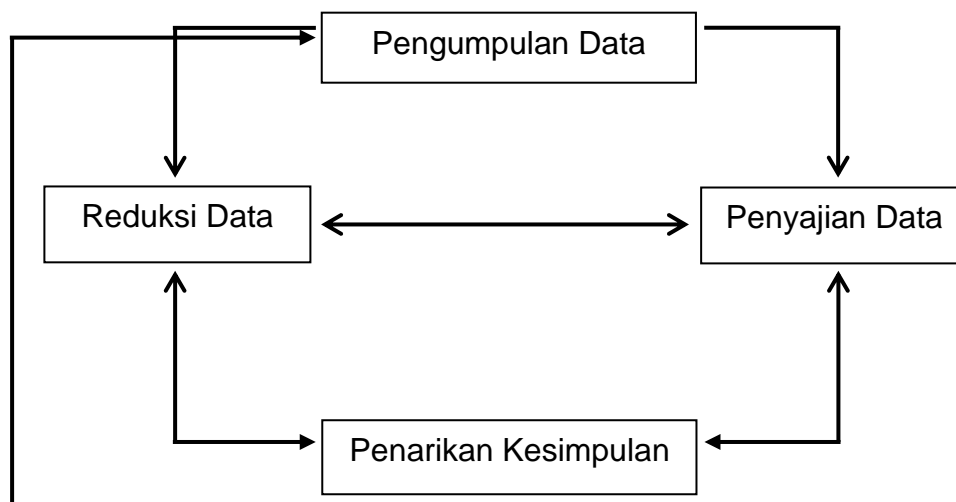 Pengumpulan Data
Reduksi Data
Penyajian Data
Penarikan Kesimpulan